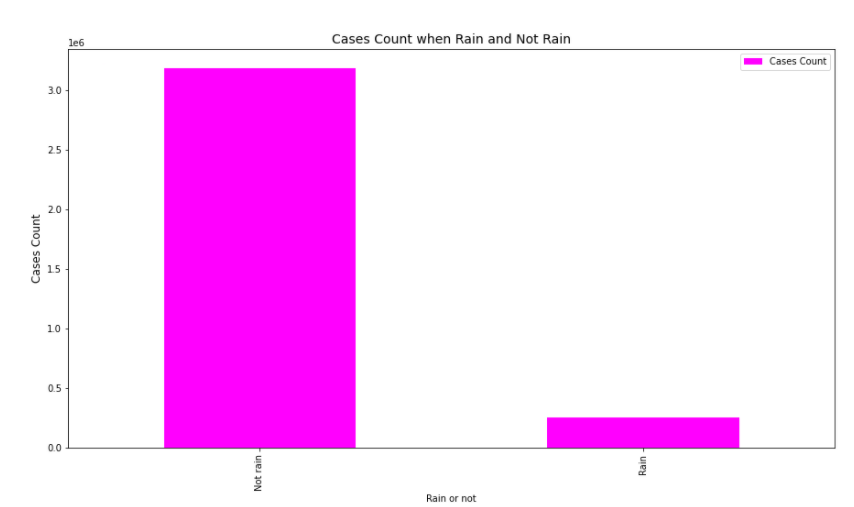 Cases Count when Rain and Not Rain
1e6
Cases Count
3.0
2.5
2.0
1.5
1.0
0.5
0.0
Cases Count
Not rain
Rain
Rain or not